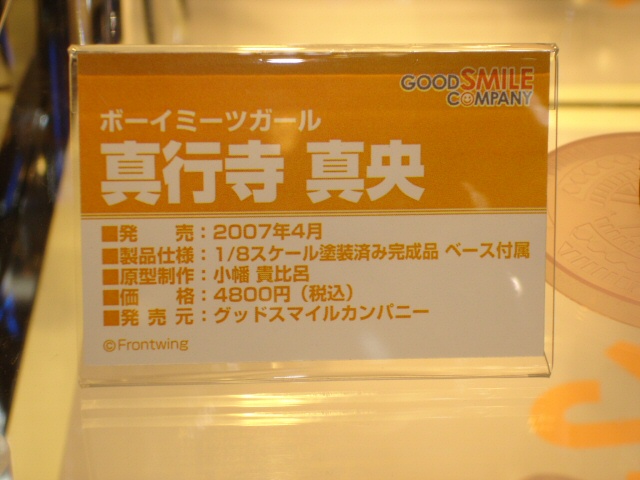 GOOD SMILE
COMPANY
ボーイミーツガール
真行寺 真央
■発　売：2007年4月
■製品仕様：1/8スケール塗装済み完成品 ベース付属
■原型制作：小幡 貴比呂
■価　格：4800円（税込）
■発 売 元：グッドスマイルカンパニー
©Frontwing